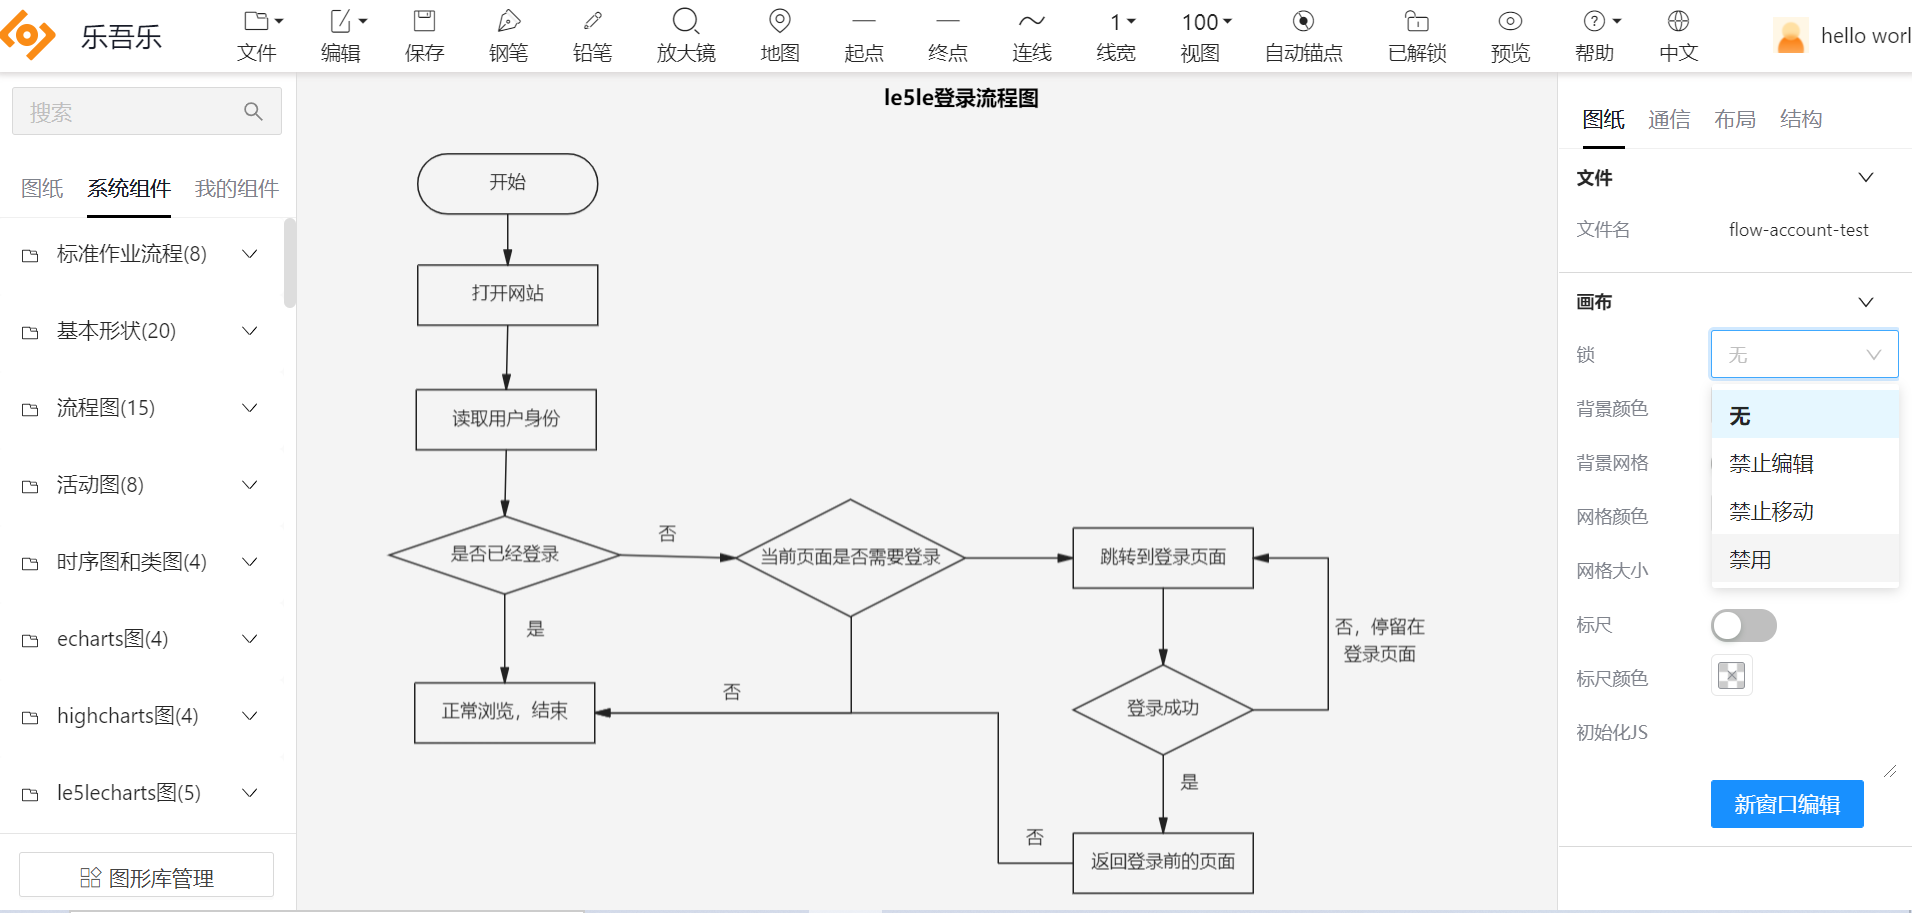 乐吾乐
文件
编辑
保存
钢笔
铅笔
放大镜
地图
起点
终点
连线
1
线宽
100
视图
自动锚点
已解锁
预览
帮助
中文
hello worl
搜索
图纸
系统组件
我的组件
标准作业流程(8)
基本形状(20)
流程图(15)
活动图(8)
时序图和类图(4)
echarts图(4)
highcharts图(4)
le5lecharts图(5)
图形库管理
le5le登录流程图
开始
打开网站
读取用户身份
是否已经登录
否
当前页面是否需要登录
跳转到登录页面
是
否，停留在
登录页面
正常浏览，结束
否
登录成功
是
否
返回登录前的页面
图纸
通信
布局
结构
文件
文件名
flow-account-test
画布
锁
无
背景颜色
无
背景网格
禁止编辑
网格颜色
禁止移动
网格大小
禁用
标尺
标尺颜色
初始化JS
新窗口编辑